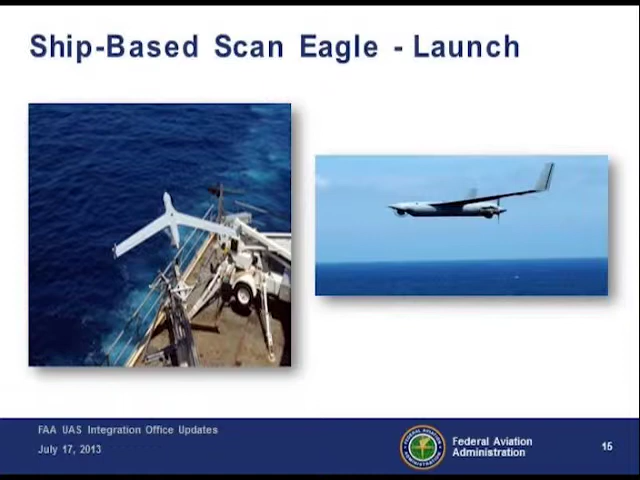 Ship-Based Scan Eagle - Launch
FAA UAS Integration Office Updates
July 17, 2013
Federal Aviation
Administration
15